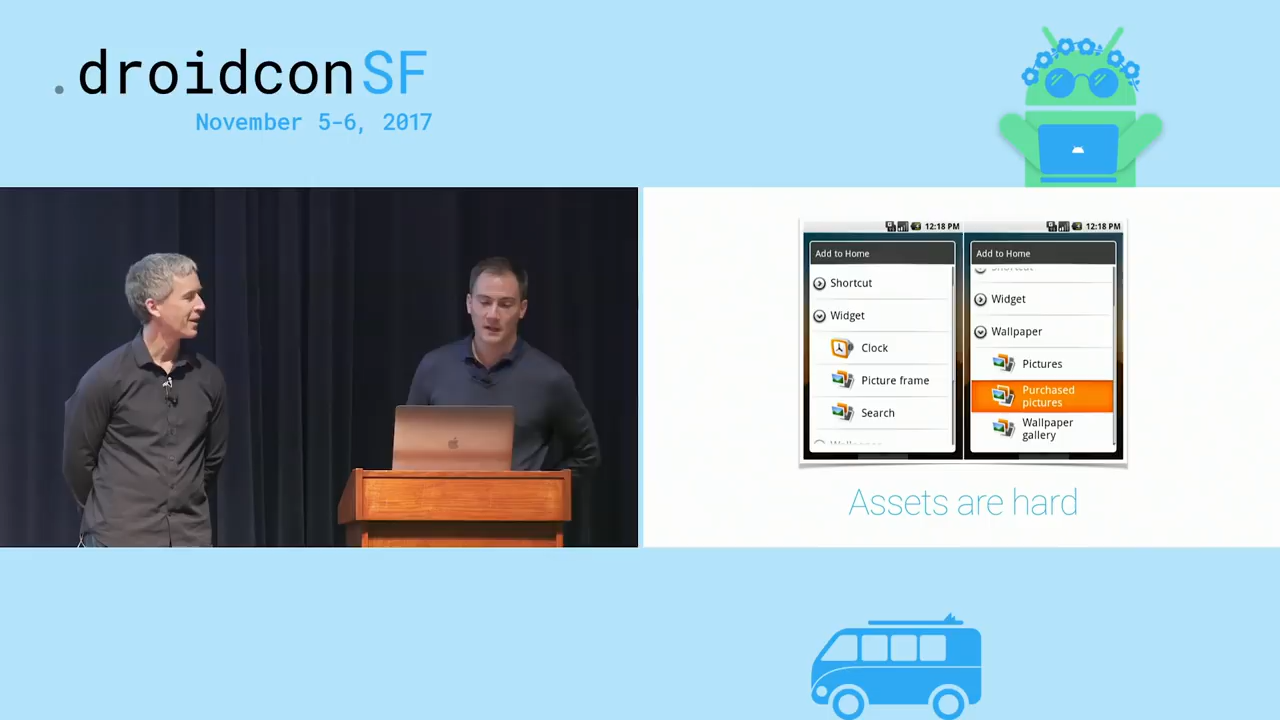 .droidconSF
November 5-6, 2017
12:18 PM
Add to Home
Shortcut
Widget
Clock
Picture frame
Search
12:18 PM
Add to Home
Shortcut
Widget
Wallpaper
Pictures
Purchased
pictures
Wallpaper
gallery
Assets are hard